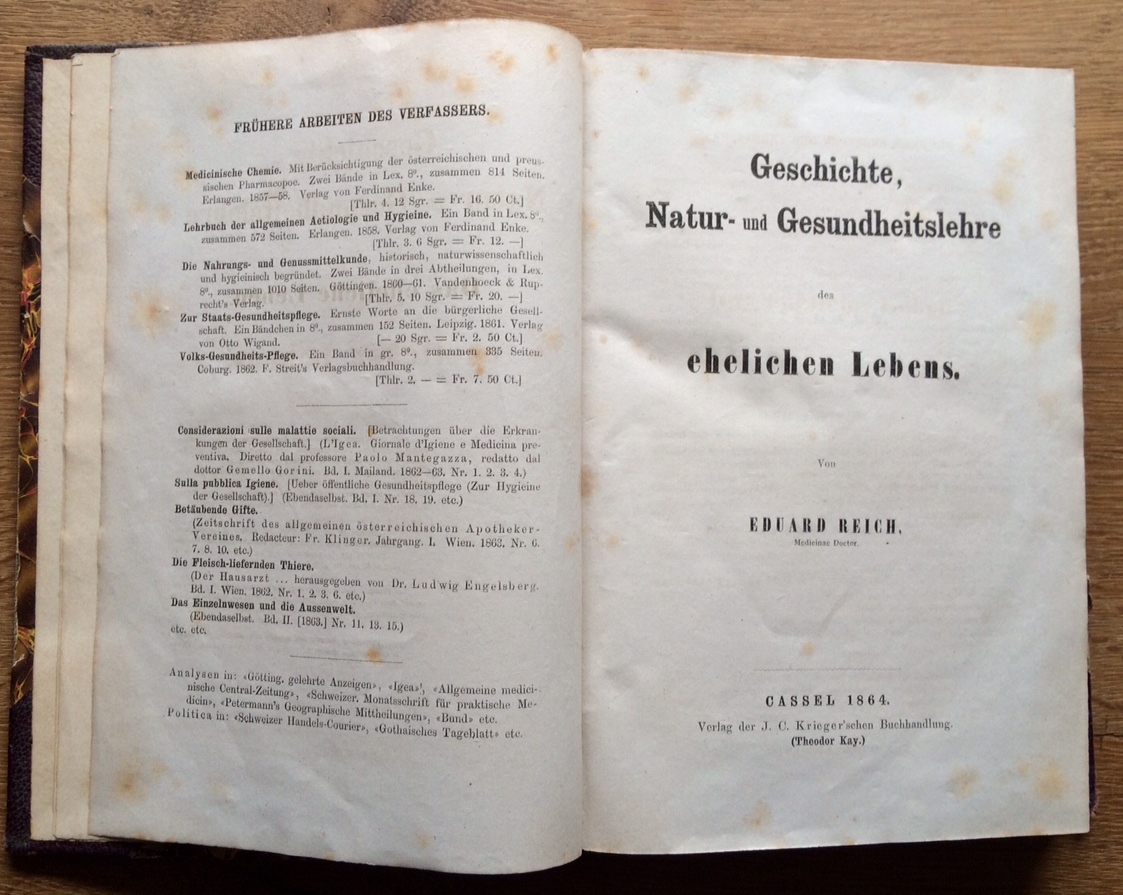 FRÜHERE ARBEITEN DES VERFASSERS.
Medicinische Chemie. Mit Berücksichtigung der österreichischen und preus-
sischen Pharmacopoe. Zwei Bände in Lex. 8º., zusammen 814 Seiten.
Erlangen. 1857—58. Verlag von Ferdinand Enke.
[Thlr. 4. 12 Sgr. = Fr. 16. 50 Ct.]
Lehrbuch der allgemeinen Aetiologie und Hygieine. Ein Band in Lex. 8º.,
zusammen 572 Seiten. Erlangen. 1858. Verlag von Ferdinand Enke.
[Thlr. 3. 6 Sgr. = Fr. 12. —]
Die Nahrungs- und Genussmittelkunde, historisch, naturwissenschaftlich
und hygieinisch begründet. Zwei Bände in drei Abtheilungen, in Lex.
8º., zusammen 1010 Seiten. Göttingen. 1860—61. Vandenhoeck & Rup-
recht's Verlag. [Thlr. 5. 10 Sgr. = Fr. 20. —]
Zur Staats-Gesundheitspflege. Ernste Worte an die bürgerliche Gesell-
schaft. Ein Bändchen in 8º., zusammen 152 Seiten. Leipzig. 1861. Verlag
von Otto Wigand. [— 20 Sgr. = Fr. 2. 50 Ct.]
Volks-Gesundheits-Pflege. Ein Band in gr. 8º., zusammen 335 Seiten.
Coburg. 1862. F. Streit's Verlagsbuchhandlung.
[Thlr. 2. — = Fr. 7. 50 Ct.]
Considerazioni sulle malattie sociali. [Betrachtungen über die Erkran-
kungen der Gesellschaft.] (L'Igea. Giornale d'Igiene e Medicina pre-
ventiva. Diretto dal professore Paolo Mantegazza, redatto dal
dottor Gemello Gorini. Bd. I. Mailand. 1862—63. Nr. 1. 2. 3. 4.)
Sulla pubblica Igiene. [Ueber öffentliche Gesundheitspflege (Zur Hygieine
der Gesellschaft).] (Ebendaselbst. Bd. I. Nr. 18. 19. etc.)
Betäubende Gifte.
(Zeitschrift des allgemeinen österreichischen Apotheker-
Vereines. Redacteur: Fr. Klinger. Jahrgang. I. Wien. 1863. Nr. 6.
7. 8. 10. etc.)
Die Fleisch-liefernden Thiere.
(Der Hausarzt ... herausgegeben von Dr. Ludwig Engelsberg.
Bd. I. Wien. 1862. Nr. 1. 2. 3. 6. etc.)
Das Einzelnwesen und die Aussenwelt.
(Ebendaselbst. Bd. II. [1863.] Nr. 11. 13. 15.)
etc. etc.
Analysen in: «Götting. gelehrte Anzeigen», «Igea», «Allgemeine medici-
nische Central-Zeitung», «Schweizer. Monatsschrift für praktische Me-
dicin», «Petermann's Geographische Mittheilungen», «Bund» etc.
Politica in: «Schweizer Handels-Courier», «Gothaisches Tageblatt» etc.
Geschichte,
Natur- und Gesundheitslehre
des
ehelichen Lebens.
Von
EDUARD REICH,
Medicinae Doctor.
CASSEL 1864.
Verlag der J. C. Krieger'schen Buchhandlung.
(Theodor Kay.)